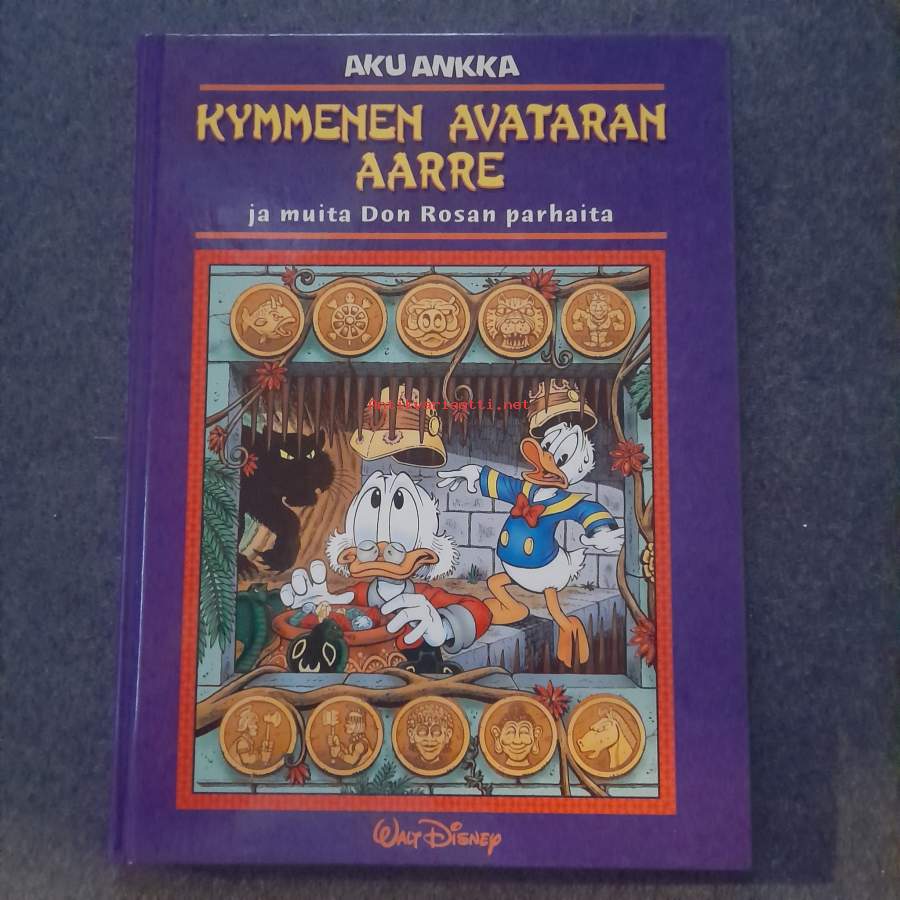 AKU ANKKA
KYMMENEN AVATARAN
AARRE
ja muita Don Rosan parhaita
Antikvariaatti.net
WALT DISNEY